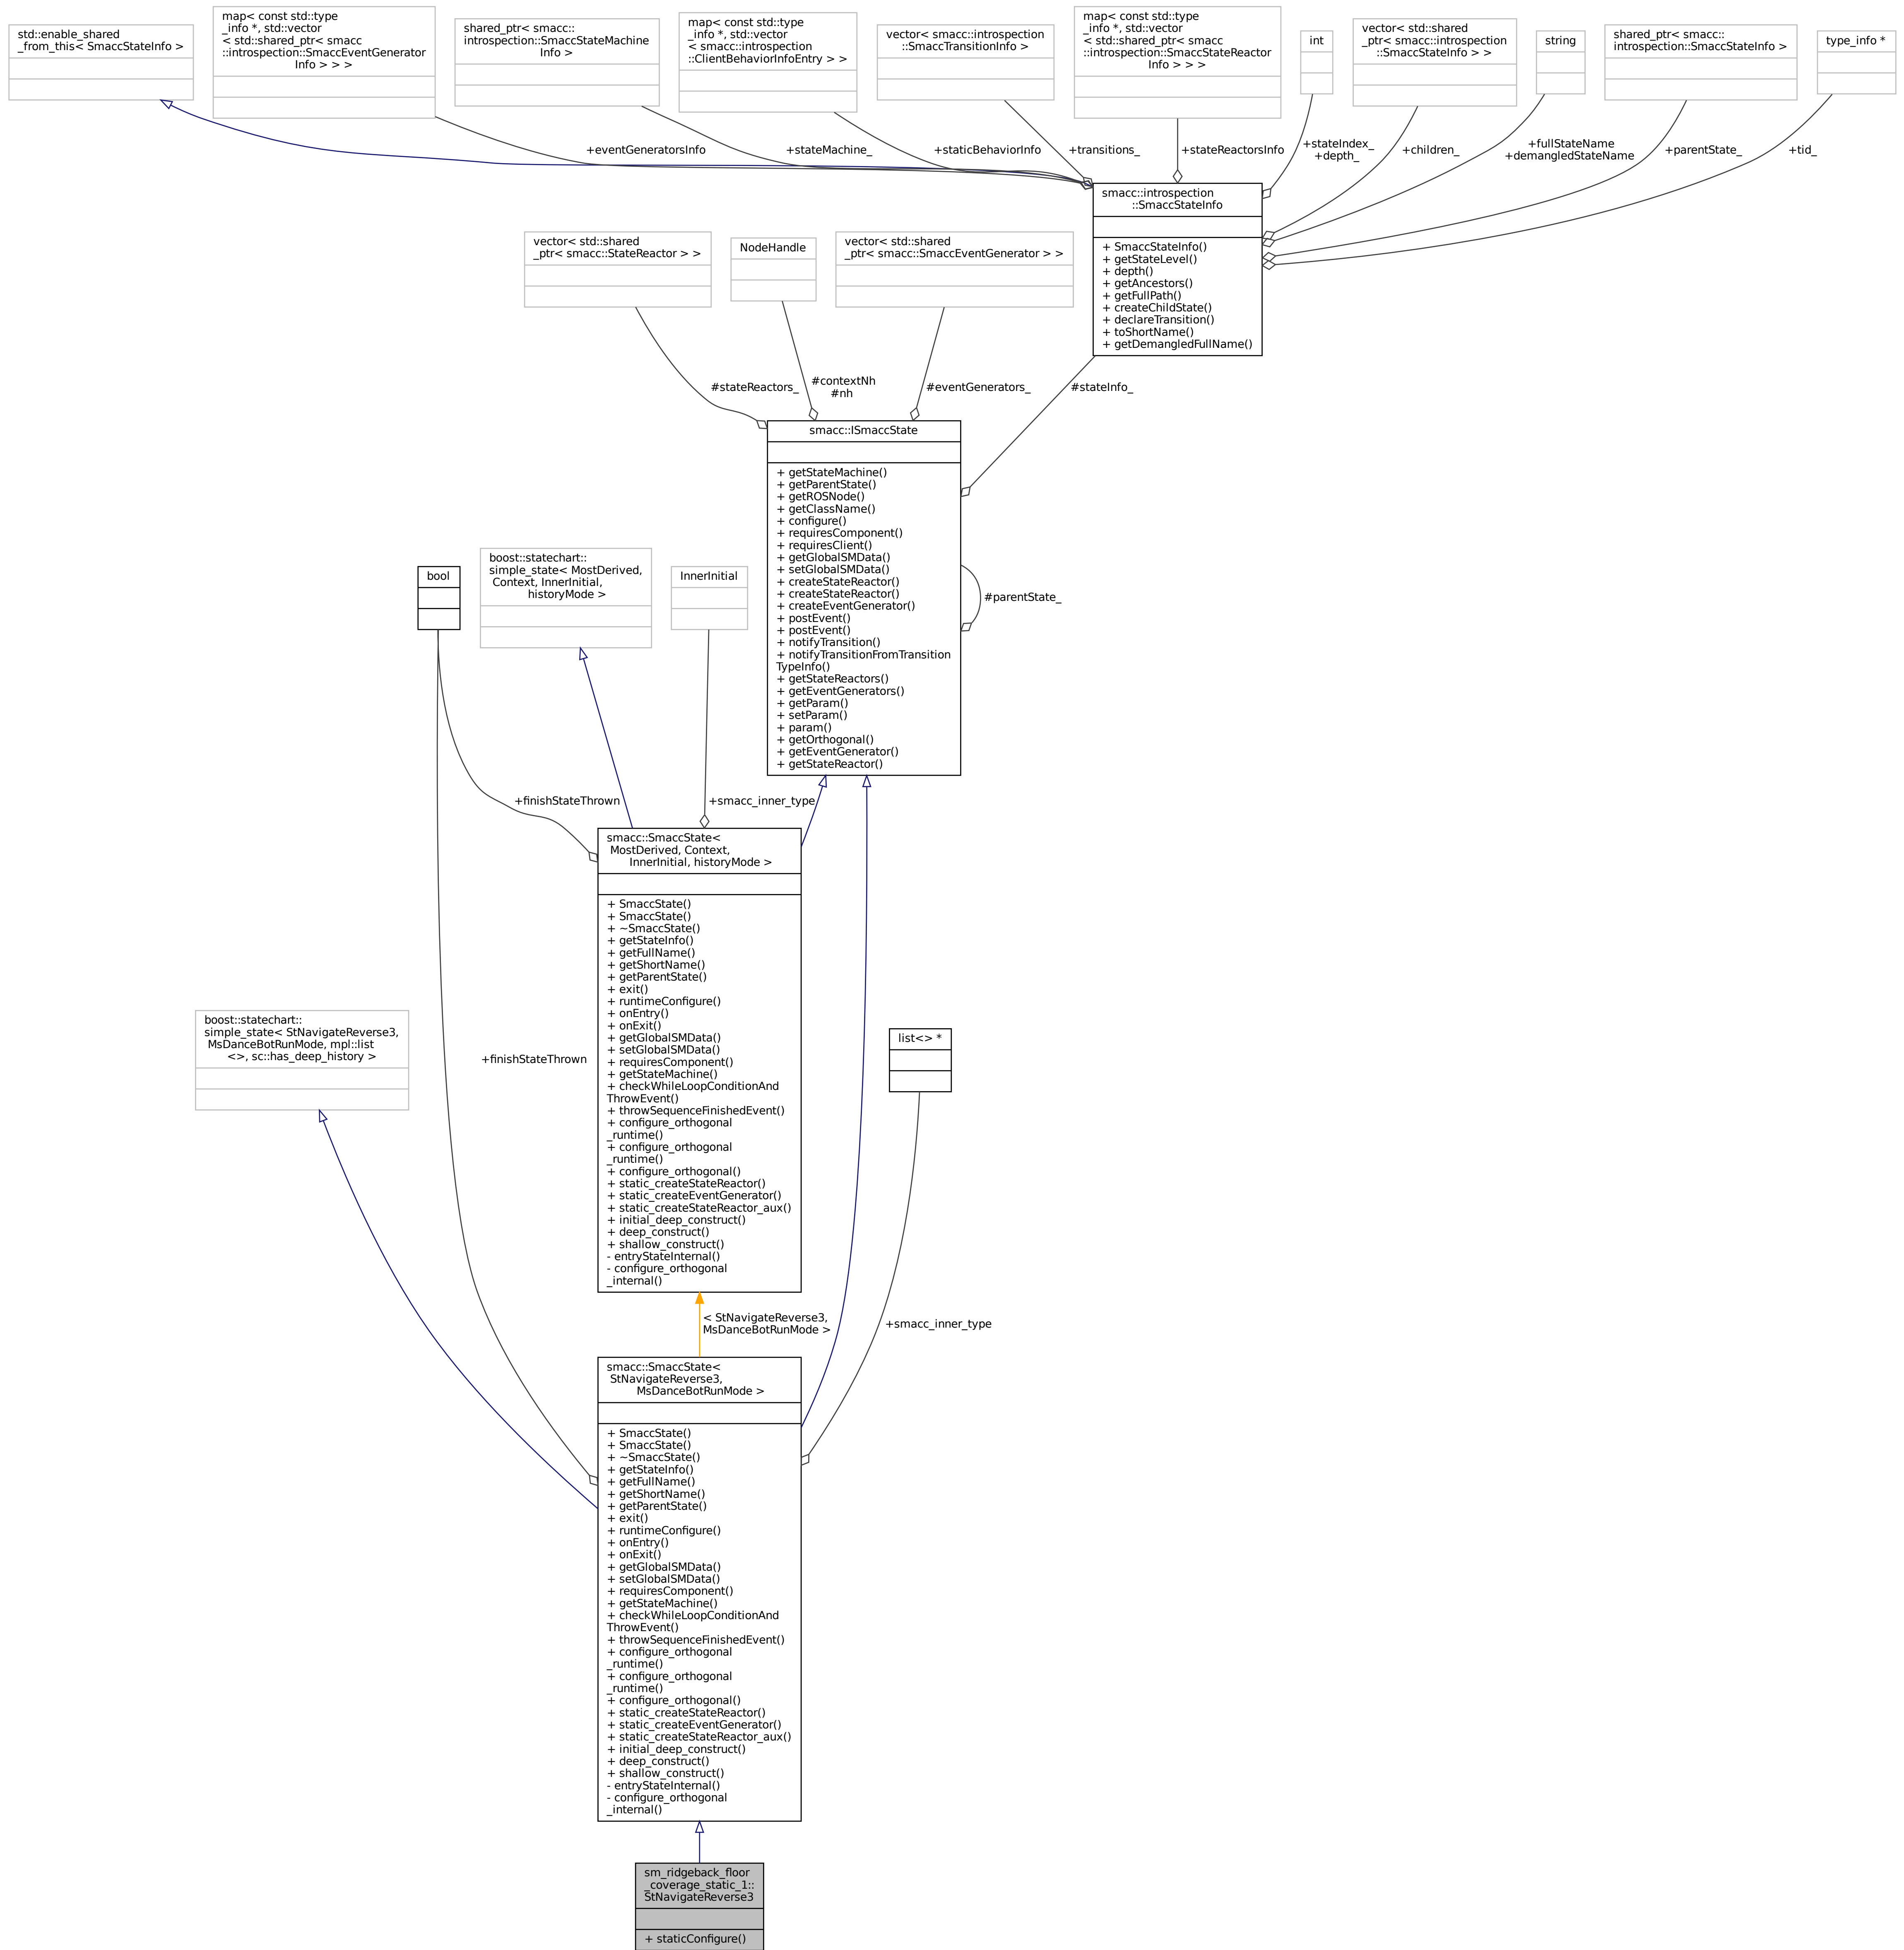 std::enable_shared
_from_this< SmaccStateInfo >
map< const std::type
_info *, std::vector
< std::shared_ptr< smacc
::introspection::SmaccEventGenerator
Info > > >
shared_ptr< smacc::
introspection::SmaccStateMachine
Info >
map< const std::type
_info *, std::vector
< smacc::introspection
::ClientBehaviorInfoEntry > >
vector< smacc::introspection
::SmaccTransitionInfo >
map< const std::type
_info *, std::vector
< std::shared_ptr< smacc
::introspection::SmaccStateReactor
Info > > >
int
vector< std::shared
_ptr< smacc::introspection
::SmaccStateInfo > >
string
shared_ptr< smacc::
introspection::SmaccStateInfo >
type_info *
+eventGeneratorsInfo
+stateMachine_
+staticBehaviorInfo
+transitions_
+stateReactorsInfo
+stateIndex_
+depth_
+children_
+fullStateName
+demangledStateName
+parentState_
+tid_
smacc::introspection
::SmaccStateInfo
+ SmaccStateInfo()
+ getStateLevel()
+ depth()
+ getAncestors()
+ getFullPath()
+ createChildState()
+ declareTransition()
+ toShortName()
+ getDemangledFullName()
vector< std::shared
_ptr< smacc::StateReactor > >
NodeHandle
vector< std::shared
_ptr< smacc::SmaccEventGenerator > >
#stateReactors_
#contextNh
#nh
#eventGenerators_
#stateInfo_
smacc::ISmaccState
+ getStateMachine()
+ getParentState()
+ getROSNode()
+ getClassName()
+ configure()
+ requiresComponent()
+ requiresClient()
+ getGlobalSMData()
+ setGlobalSMData()
+ createStateReactor()
+ createStateReactor()
+ createEventGenerator()
+ postEvent()
+ postEvent()
+ notifyTransition()
+ notifyTransitionFromTransition
TypeInfo()
+ getStateReactors()
+ getEventGenerators()
+ getParam()
+ setParam()
+ param()
+ getOrthogonal()
+ getEventGenerator()
+ getStateReactor()
#parentState_
bool
boost::statechart::
simple_state< MostDerived,
Context, InnerInitial,
historyMode >
InnerInitial
+finishStateThrown
+smacc_inner_type
smacc::SmaccState<
MostDerived, Context,
InnerInitial, historyMode >
+ SmaccState()
+ SmaccState()
+ ~SmaccState()
+ getStateInfo()
+ getFullName()
+ getShortName()
+ getParentState()
+ exit()
+ runtimeConfigure()
+ onEntry()
+ onExit()
+ getGlobalSMData()
+ setGlobalSMData()
+ requiresComponent()
+ getStateMachine()
+ checkWhileLoopConditionAnd
ThrowEvent()
+ throwSequenceFinishedEvent()
+ configure_orthogonal
_runtime()
+ configure_orthogonal
_runtime()
+ configure_orthogonal()
+ static_createStateReactor()
+ static_createEventGenerator()
+ static_createStateReactor_aux()
+ initial_deep_construct()
+ deep_construct()
+ shallow_construct()
- entryStateInternal()
- configure_orthogonal
_internal()
boost::statechart::
simple_state< StNavigateReverse3,
MsDanceBotRunMode, mpl::list
<>, sc::has_deep_history >
+finishStateThrown
list<> *
< StNavigateReverse3,
MsDanceBotRunMode >
+smacc_inner_type
smacc::SmaccState<
StNavigateReverse3,
MsDanceBotRunMode >
+ SmaccState()
+ SmaccState()
+ ~SmaccState()
+ getStateInfo()
+ getFullName()
+ getShortName()
+ getParentState()
+ exit()
+ runtimeConfigure()
+ onEntry()
+ onExit()
+ getGlobalSMData()
+ setGlobalSMData()
+ requiresComponent()
+ getStateMachine()
+ checkWhileLoopConditionAnd
ThrowEvent()
+ throwSequenceFinishedEvent()
+ configure_orthogonal
_runtime()
+ configure_orthogonal
_runtime()
+ configure_orthogonal()
+ static_createStateReactor()
+ static_createEventGenerator()
+ static_createStateReactor_aux()
+ initial_deep_construct()
+ deep_construct()
+ shallow_construct()
- entryStateInternal()
- configure_orthogonal
_internal()
sm_ridgeback_floor
_coverage_static_1::
StNavigateReverse3
+ staticConfigure()